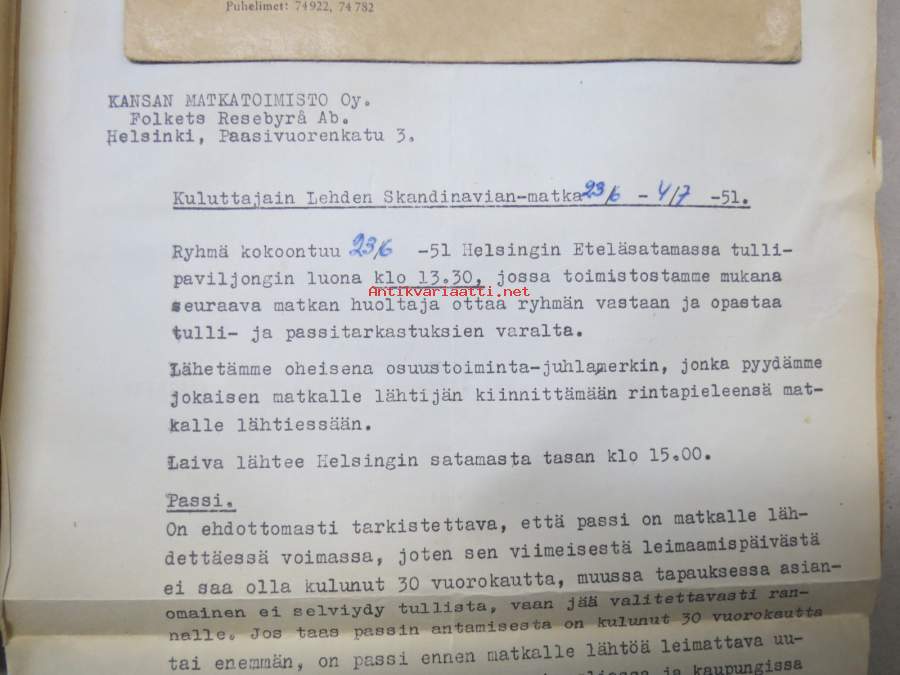 Puhelimet: 74922, 74782
KANSAN MATKATOIMISTO Oy.
Folkets Resebyrå Ab.
Helsinki, Paasivuorenkatu 3.
Kuluttajain Lehden Skandinavian-matka 23/6 - 4/7 -51.
Ryhmä kokoontuu 23/6 -51 Helsingin Eteläsatamassa tulli-
paviljongin luona klo 13.30, jossa toimistostamme mukana
Antikvariaatti.net
seuraava matkan huoltaja ottaa ryhmän vastaan ja opastaa
tulli- ja passitarkastuksien varalta.
Lähetämme oheisena osuustoiminta-juhlamerkin, jonka pyydämme
jokaisen matkalle lähtijän kiinnittämään rintapieleensä mat-
kalle lähtiessään.
Laiva lähtee Helsingin satamasta tasan klo 15.00.
Passi.
On ehdottomasti tarkistettava, että passi on matkalle läh-
dettäessä voimassa, joten sen viimeisestä leimaamispäivästä
ei saa olla kulunut 30 vuorokautta, muussa tapauksessa asian-
omainen ei selviydy tullista, vaan jää valitettavasti ran-
nalle. Jos taas passin antamisesta on kulunut 30 vuorokautta
tai enemmän, on passi ennen matkalle lähtöä leimattava uu-
ja kaupungissa